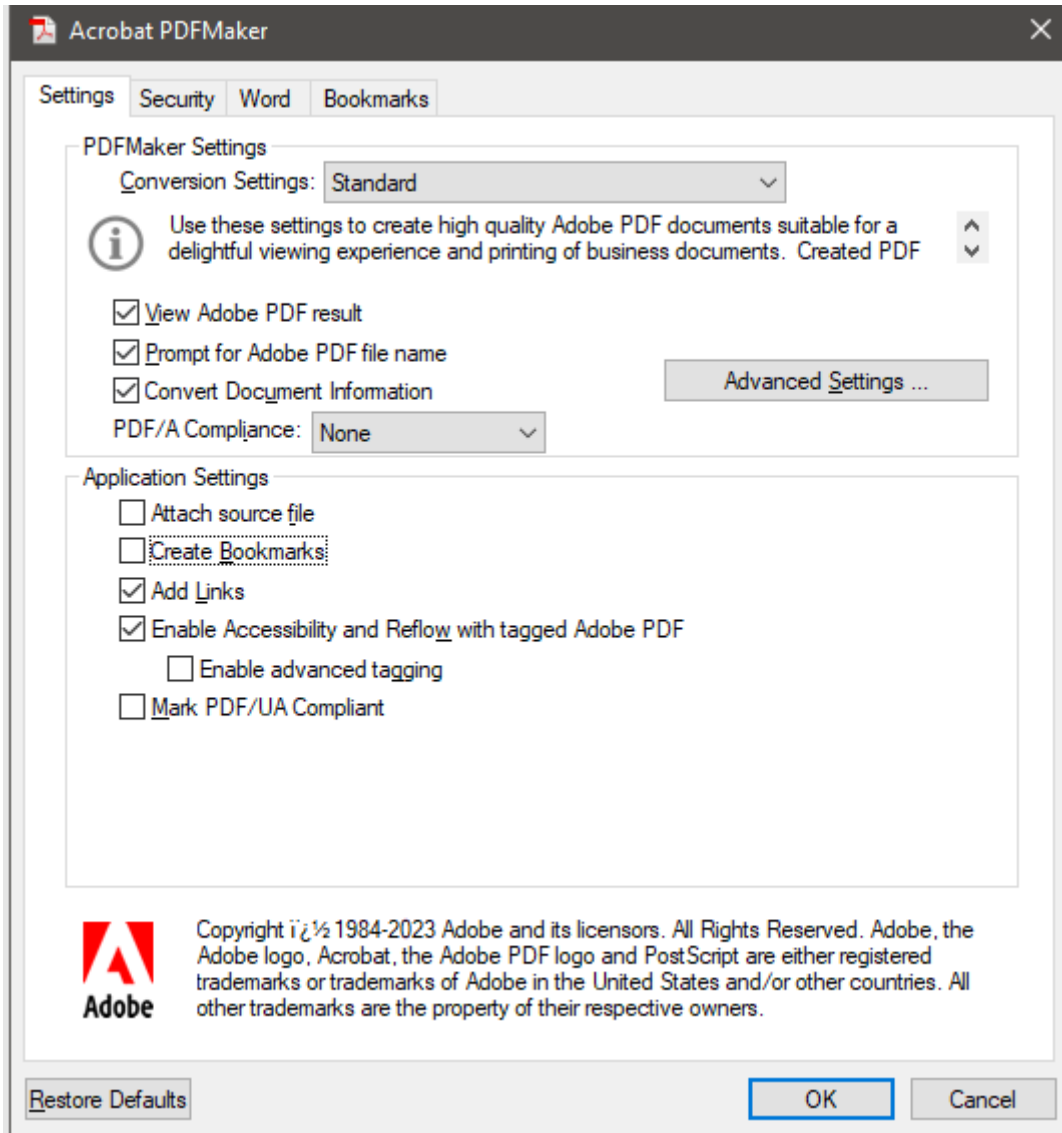 Acrobat PDFMaker
Settings Security Word Bookmarks
PDFMaker Settings
Conversion Settings: Standard
Use these settings to create high quality Adobe PDF documents suitable for a
delightful viewing experience and printing of business documents. Created PDF
View Adobe PDF result
Prompt for Adobe PDF file name
Convert Document Information
Advanced Settings ...
PDF/A Compliance: None
Application Settings
Attach source file
Create Bookmarks
Add Links
Enable Accessibility and Reflow with tagged Adobe PDF
Enable advanced tagging
Mark PDF/UA Compliant
Copyright ï¿½ 1984-2023 Adobe and its licensors. All Rights Reserved. Adobe, the
Adobe logo, Acrobat, the Adobe PDF logo and PostScript are either registered
trademarks or trademarks of Adobe in the United States and/or other countries. All
other trademarks are the property of their respective owners.
Adobe
Restore Defaults OK Cancel